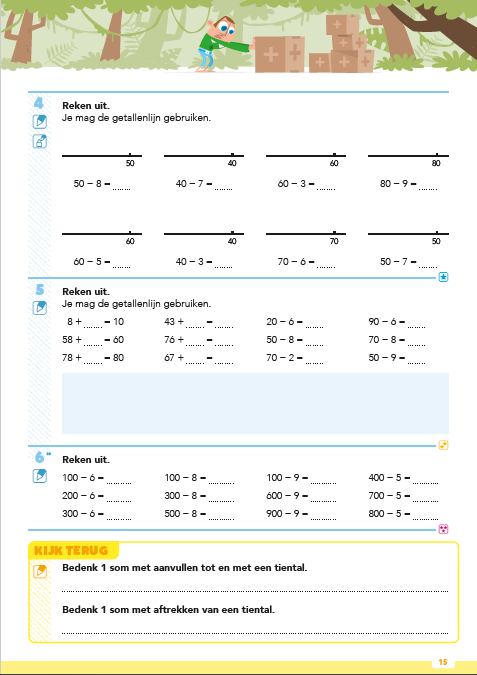 4
Reken uit.
Je mag de getallenlijn gebruiken.
50 40 60 80
50 – 8 = ....... 40 – 7 = ....... 60 – 3 = ....... 80 – 9 = .......
60 40 70 50
60 – 5 = ....... 40 – 3 = ....... 70 – 6 = ....... 50 – 7 = .......
5
Reken uit.
Je mag de getallenlijn gebruiken.
8 + ....... = 10 43 + ....... = ....... 20 – 6 = ....... 90 – 6 = .......
58 + ....... = 60 76 + ....... = ....... 50 – 8 = ....... 70 – 8 = .......
78 + ....... = 80 67 + ....... = ....... 70 – 2 = ....... 50 – 9 = .......
6**
Reken uit.
100 – 6 = ....... 100 – 8 = ....... 100 – 9 = ....... 400 – 5 = .......
200 – 6 = ....... 300 – 8 = ....... 600 – 9 = ....... 700 – 5 = .......
300 – 6 = ....... 500 – 8 = ....... 900 – 9 = ....... 800 – 5 = .......
KIJK TERUG
Bedenk 1 som met aanvullen tot en met een tiental.
Bedenk 1 som met aftrekken van een tiental.
15